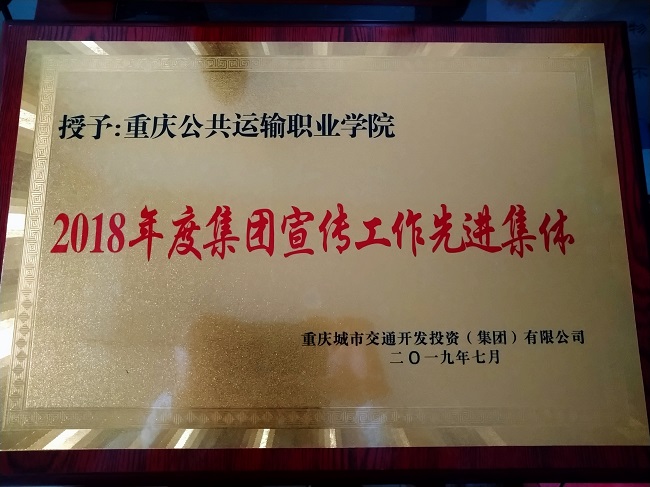 授予:重庆公共运输职业学院
2018年度集团宣传工作先进集体
重庆城市交通开发投资(集团)有限公司
二〇一九年七月